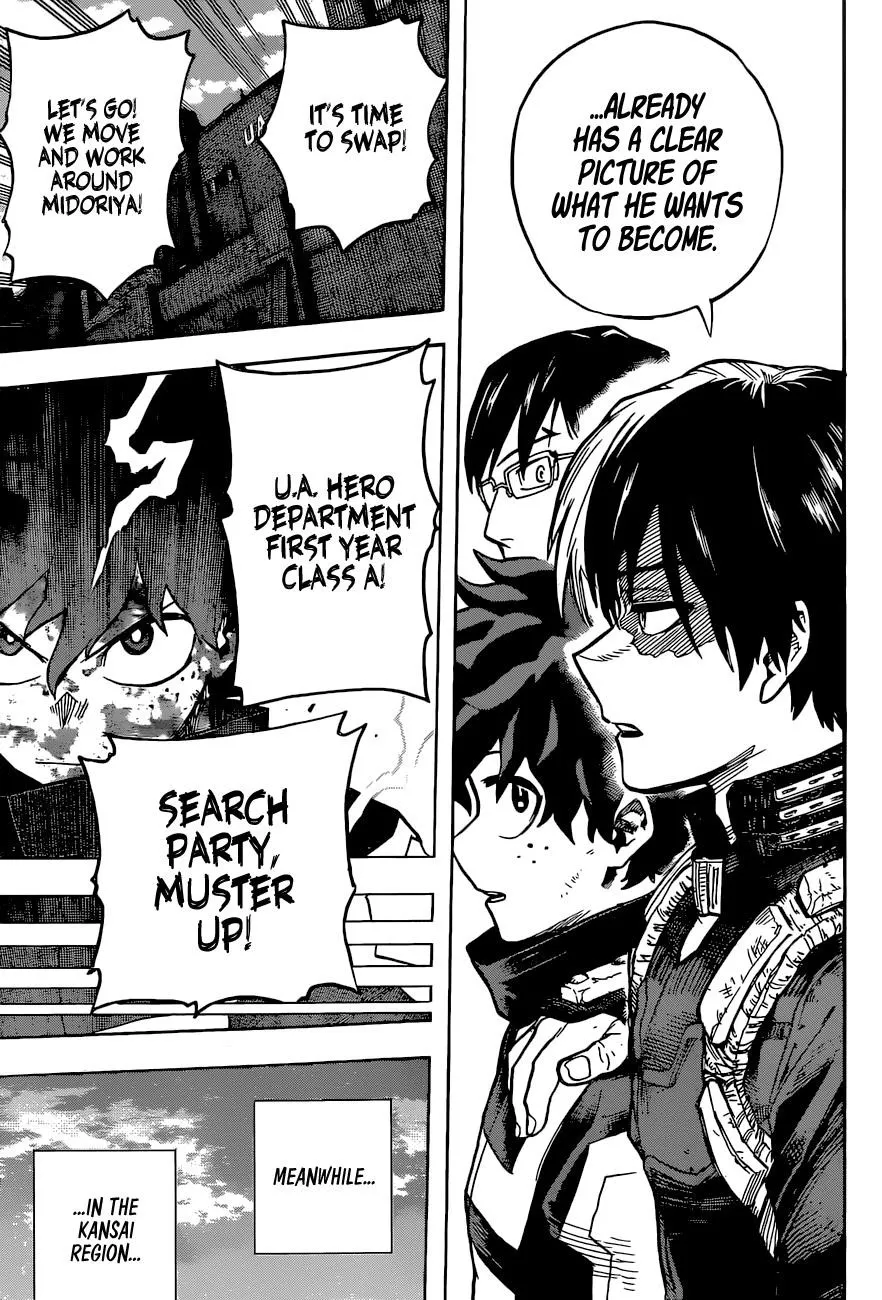 ...ALREADY
HAS A CLEAR
PICTURE OF
WHAT HE WANTS
TO BECOME.
IT'S TIME
TO SWAP!
LET'S GO!
WE MOVE
AND WORK
AROUND
MIDORIYA!
U.A.
U.A. HERO
DEPARTMENT
FIRST YEAR
CLASS A!
SEARCH
PARTY,
MUSTER
UP!
MEANWHILE...
...IN THE
KANSAI
REGION...